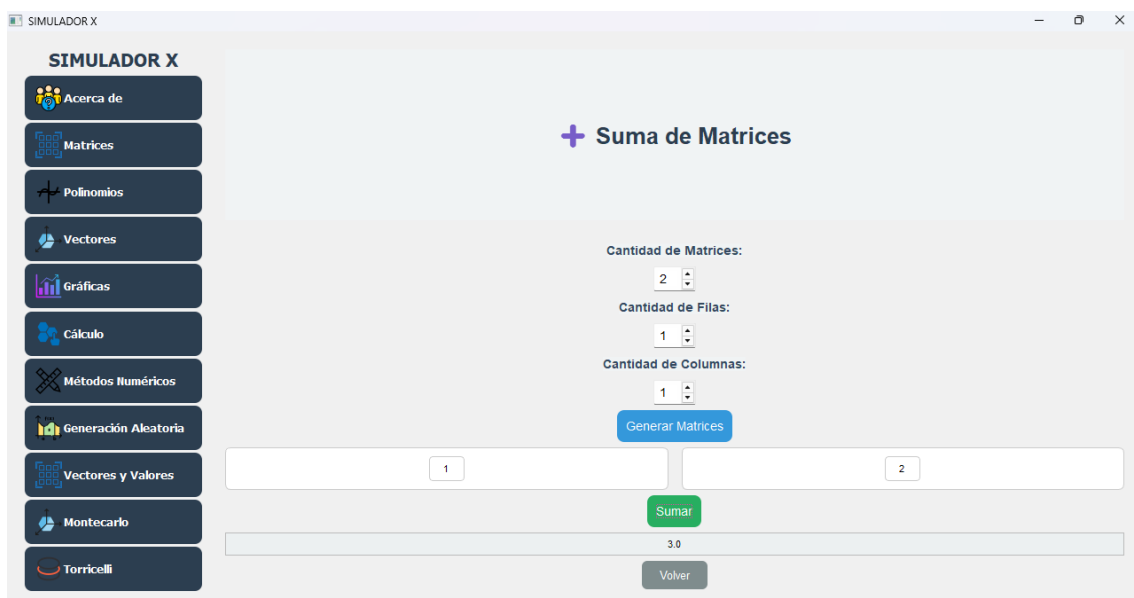 SIMULADOR X
SIMULADOR X
Acerca de
Matrices
Polinomios
Vectores
Gráficas
Cálculo
Métodos Numéricos
Generación Aleatoria
Vectores y Valores
Montecarlo
Torricelli
Suma de Matrices
Cantidad de Matrices:
2
Cantidad de Filas:
1
Cantidad de Columnas:
1
Generar Matrices
1
2
Sumar
3.0
Volver